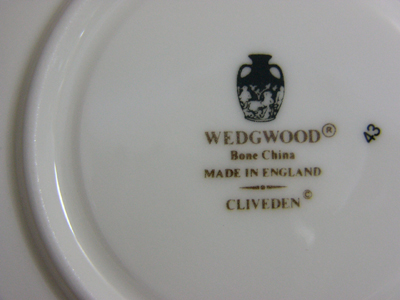 WEDGWOOD®
Bone China
MADE IN ENGLAND
CLIVEDEN©
43